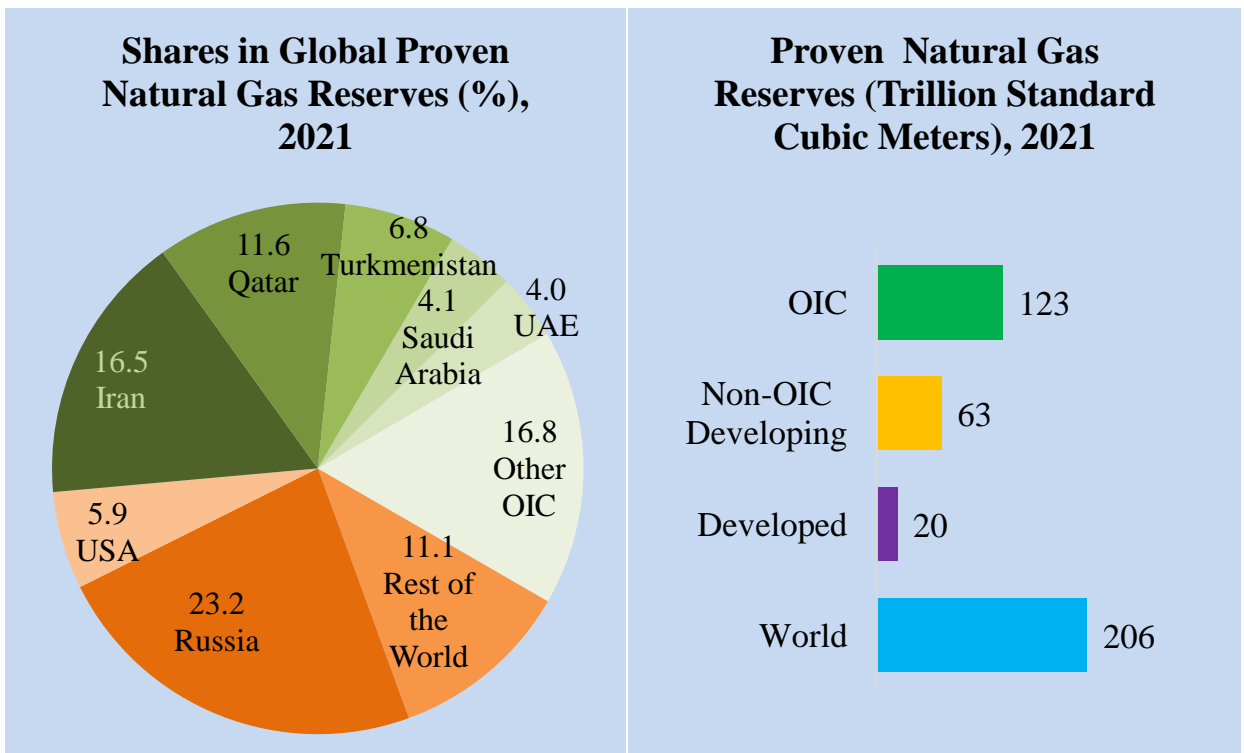 Shares in Global Proven
Natural Gas Reserves (%),
2021
11.6
Qatar
6.8
Turkmenistan
4.1
Saudi
Arabia
4.0
UAE
16.8
Other
OIC
11.1
Rest of
the
World
23.2
Russia
5.9
USA
16.5
Iran
Proven Natural Gas
Reserves (Trillion Standard
Cubic Meters), 2021
OIC
123
Non-OIC
Developing
63
Developed
20
World
206